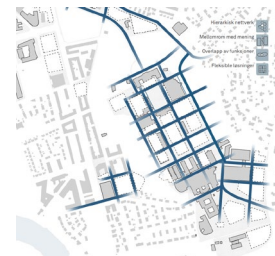 Hierarkisk nettverk
Mellomrom med mening
Overlapp av funksjoner
Fleksible løsninger